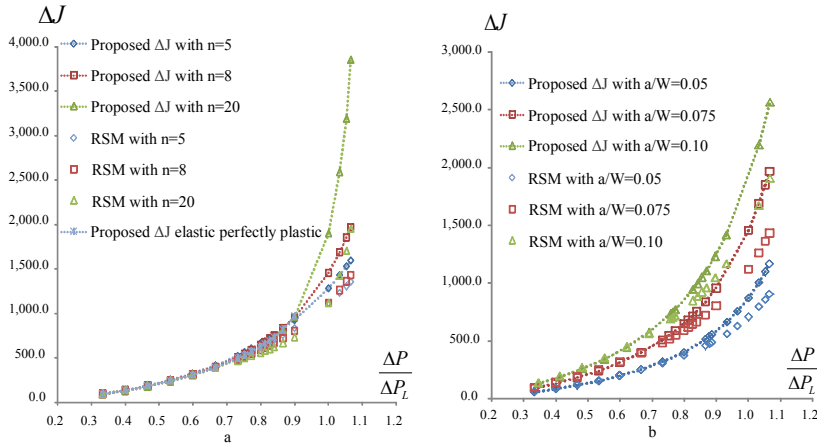 ΔJ
4,000.0
3,500.0
3,000.0
2,500.0
2,000.0
1,500.0
1,000.0
500.0
0.0
Proposed ΔJ with n=5
Proposed ΔJ with n=8
Proposed ΔJ with n=20
RSM with n=5
RSM with n=8
RSM with n=20
Proposed ΔJ elastic perfectly plastic
ΔP
ΔP_L
0.2 0.3 0.4 0.5 0.6 0.7 0.8 0.9 1.0 1.1 1.2
a
ΔJ
3,000.0
2,500.0
2,000.0
1,500.0
1,000.0
500.0
0.0
Proposed ΔJ with a/W=0.05
Proposed ΔJ with a/W=0.075
Proposed ΔJ with a/W=0.10
RSM with a/W=0.05
RSM with a/W=0.075
RSM with a/W=0.10
ΔP
ΔP_L
0.2 0.3 0.4 0.5 0.6 0.7 0.8 0.9 1.0 1.1 1.2
b